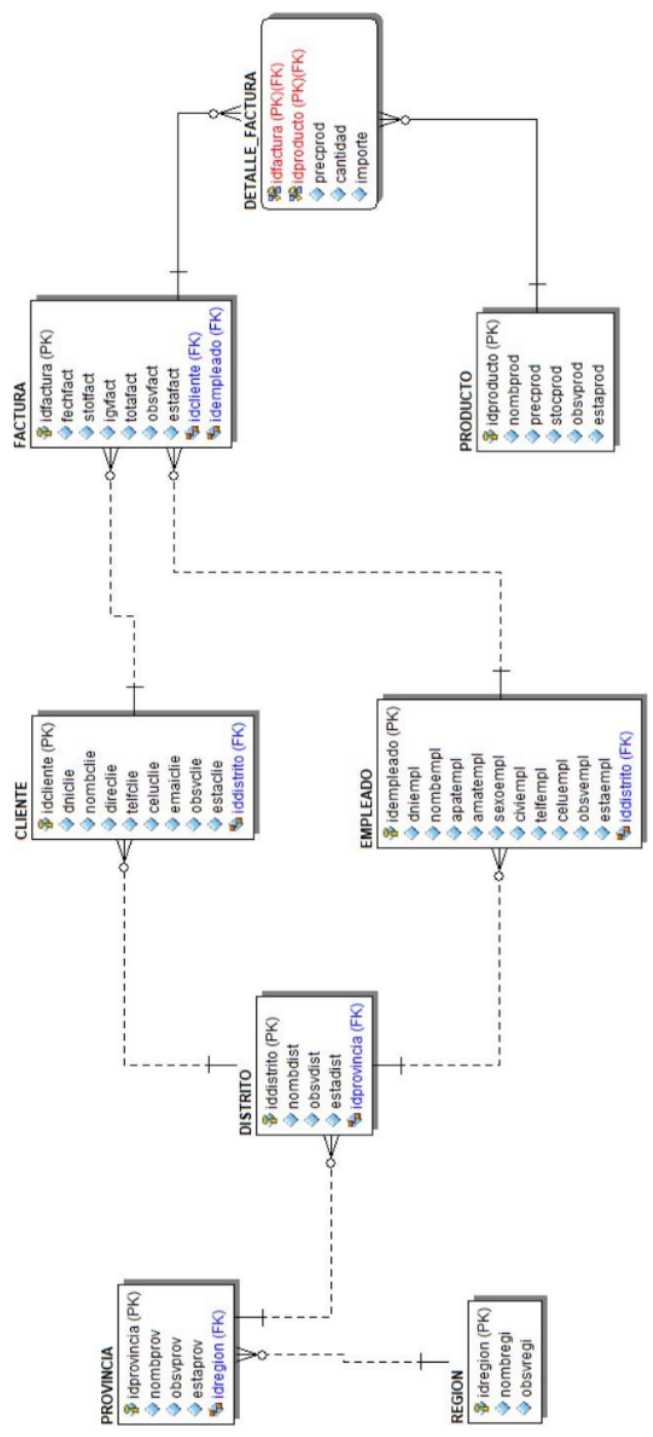 PROVINCIA
idprovincia (PK)
nombprov
obsvprov
estaprov
idregion (FK)
REGION
idregion (PK)
nombregi
obsvregi
DISTRITO
iddistrito (PK)
nombdist
obsvdist
estadist
idprovincia (FK)
CLIENTE
idcliente (PK)
dniclie
nombclie
direclie
telfclie
celuclie
emaiclie
obsvclie
estaclie
iddistrito (FK)
EMPLEADO
idempleado (PK)
dniempl
nombempl
apatempl
amatempl
sexoempl
civiempl
telfempl
celuempl
obsvempl
estaempl
iddistrito (FK)
FACTURA
idfactura (PK)
fechfact
stotfact
igvfact
totafact
obsvfact
estafact
idcliente (FK)
idempleado (FK)
PRODUCTO
idproducto (PK)
nombprod
precprod
stocprod
obsvprod
estaprod
DETALLE_FACTURA
idfactura (PK)(FK)
idproducto (PK)(FK)
precprod
cantidad
importe